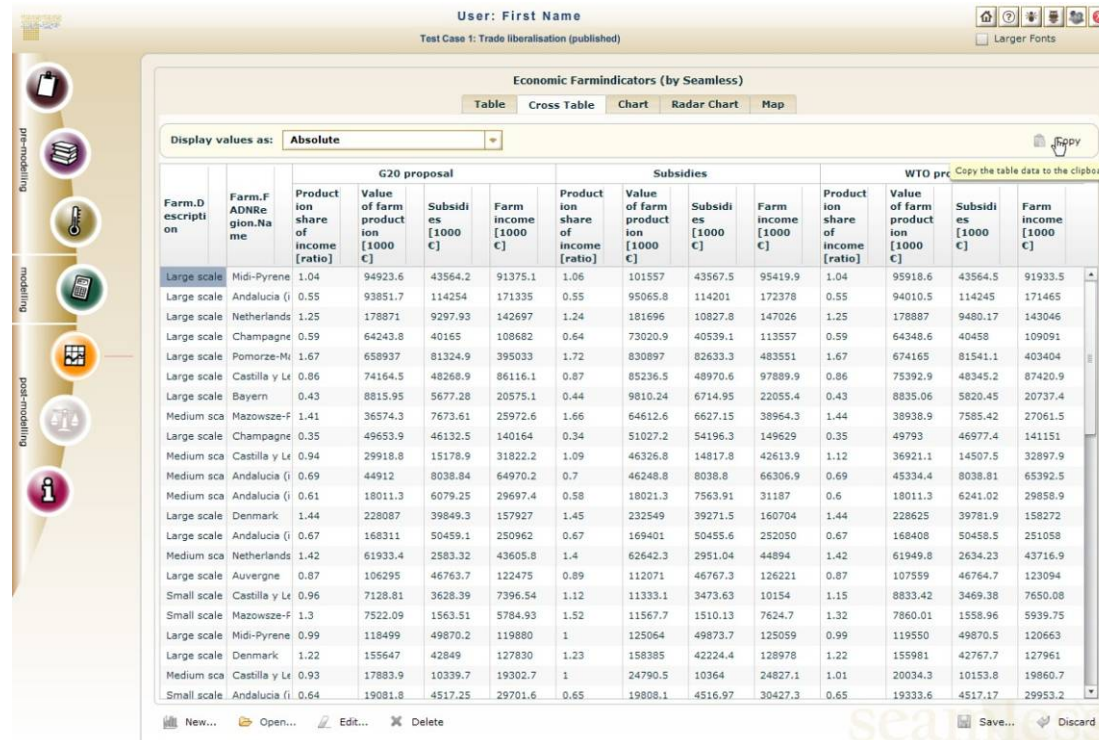 User: First Name
Test Case 1: Trade liberalisation (published)
Larger Fonts
pre-modelling
modelling
post-modelling
Economic Farmindicators (by Seamless)
Table Cross Table Chart Radar Chart Map
Display values as: Absolute Copy
Copy the table data to the clipboa
G20 proposal Subsidies WTO pro
Farm.D
escripti
on
Farm.F
ADNRe
gion.Na
me
Product
ion
share
of
income
[ratio]
Value
of farm
product
ion
[1000
€]
Subsidi
es
[1000
€]
Farm
income
[1000
€]
Product
ion
share
of
income
[ratio]
Value
of farm
product
ion
[1000
€]
Subsidi
es
[1000
€]
Farm
income
[1000
€]
Product
ion
share
of
income
[ratio]
Value
of farm
product
ion
[1000
€]
Subsidi
es
[1000
€]
Farm
income
[1000
€]
Large scale Midi-Pyrene 1.04 94923.6 43564.2 91375.1 1.06 101557 43567.5 95419.9 1.04 95918.6 43564.5 91933.5
Large scale Andalucia (i 0.55 93851.7 114254 171335 0.55 95065.8 114201 172378 0.55 94010.5 114245 171465
Large scale Netherlands 1.25 178871 9297.93 142697 1.24 181696 10827.8 147026 1.25 178887 9480.17 143046
Large scale Champagne 0.59 64243.8 40165 108682 0.64 73020.9 40539.1 113557 0.59 64348.6 40458 109091
Large scale Pomorze-Ma 1.67 658937 81324.9 395033 1.72 830897 82633.3 483551 1.67 674165 81541.1 403404
Large scale Castilla y Le 0.86 74164.5 48268.9 86116.1 0.87 85236.5 48970.6 97889.9 0.86 75392.9 48345.2 87420.9
Large scale Bayern 0.43 8815.95 5677.28 20575.1 0.44 9810.24 6714.95 22055.4 0.43 8835.06 5820.45 20737.4
Medium sca Mazowsze-F 1.41 36574.3 7673.61 25972.6 1.66 64612.6 6627.15 38964.3 1.44 38938.9 7585.42 27061.5
Large scale Champagne 0.35 49653.9 46132.5 140164 0.34 51027.2 54196.3 149629 0.35 49793 46977.4 141151
Medium sca Castilla y Le 0.94 29918.8 15178.9 31822.2 1.09 46326.8 14817.8 42613.9 1.12 36921.1 14507.5 32897.9
Medium sca Andalucia (i 0.69 44912 8038.84 64970.2 0.7 46248.8 8038.8 66306.9 0.69 45334.4 8038.81 65392.5
Medium sca Andalucia (i 0.61 18011.3 6079.25 29697.4 0.58 18021.3 7563.91 31187 0.6 18011.3 6241.02 29858.9
Large scale Denmark 1.44 228087 39849.3 157927 1.45 232549 39271.5 160704 1.44 228625 39781.9 158272
Large scale Andalucia (i 0.67 168311 50459.1 250962 0.67 169401 50455.6 252050 0.67 168408 50458.5 251058
Medium sca Netherlands 1.42 61933.4 2583.32 43605.8 1.4 62642.3 2951.04 44894 1.42 61949.8 2634.23 43716.9
Large scale Auvergne 0.87 106295 46763.7 122475 0.89 112071 46767.3 126221 0.87 107559 46764.7 123094
Small scale Castilla y Le 0.96 7128.81 3628.39 7396.54 1.12 11333.1 3473.63 10154 1.15 8833.42 3469.38 7650.08
Small scale Mazowsze-F 1.3 7522.09 1563.51 5784.93 1.52 11567.7 1510.13 7624.7 1.32 7860.01 1558.96 5939.75
Large scale Midi-Pyrene 0.99 118499 49870.2 119880 1 125064 49873.7 125059 0.99 119550 49870.5 120663
Large scale Denmark 1.22 155647 42849 127830 1.23 158385 42224.4 128978 1.22 155981 42767.7 127961
Medium sca Castilla y Le 0.93 17883.9 10339.7 19302.7 1 24790.5 10364 24827.1 1.01 20034.3 10153.8 19860.7
Small scale Andalucia (i 0.64 19081.8 4517.25 29701.6 0.65 19808.1 4516.97 30427.3 0.65 19333.6 4517.17 29953.2
New... Open... Edit... Delete Save... Discard
seamless